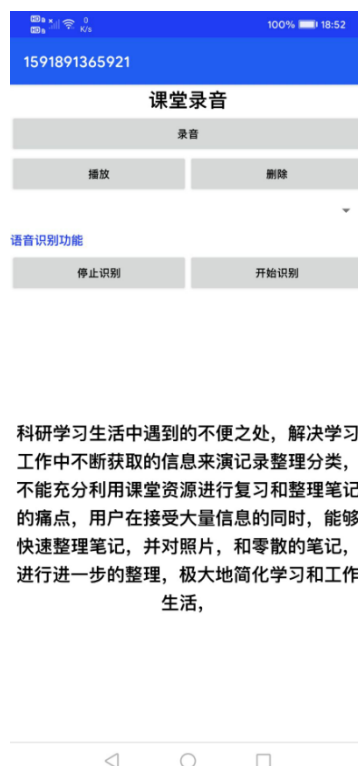 0
K/s
100% 18:52
1591891365921
课堂录音
录音
播放 删除
语音识别功能
停止识别 开始识别
科研学习生活中遇到的不便之处，解决学习
工作中不断获取的信息来演记录整理分类，
不能充分利用课堂资源进行复习和整理笔记
的痛点，用户在接受大量信息的同时，能够
快速整理笔记，并对照片，和零散的笔记，
进行进一步的整理，极大地简化学习和工作
生活，